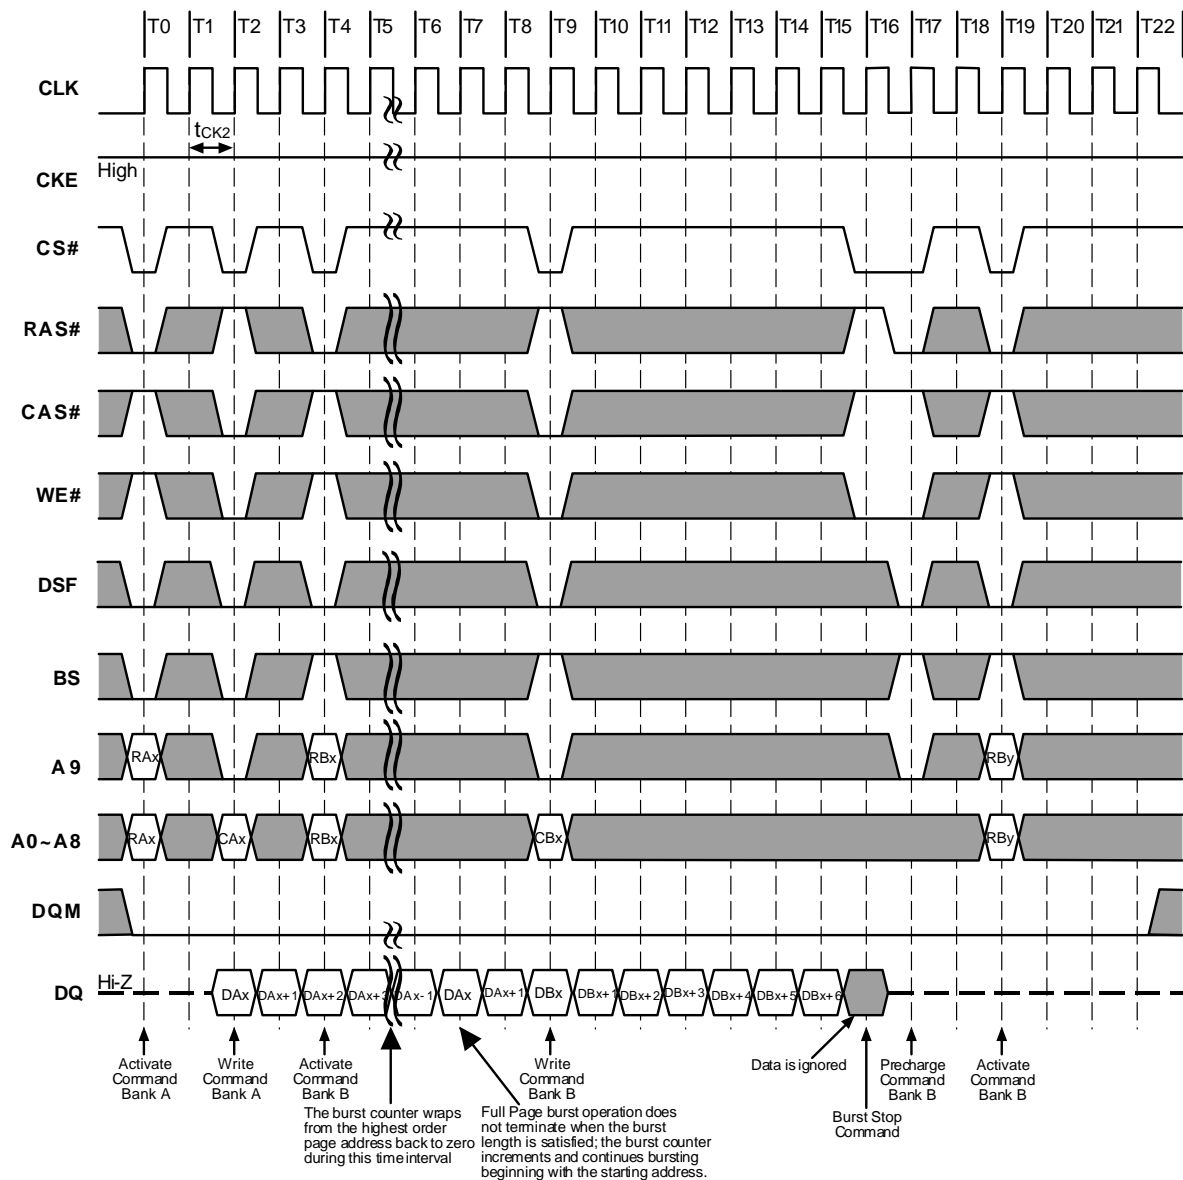 T0 T1 T2 T3 T4 T5 T6 T7 T8 T9 T10 T11 T12 T13 T14 T15 T16 T17 T18 T19 T20 T21 T22
CLK
tCK2
High
CKE
CS#
RAS#
CAS#
WE#
DSF
BS
A9
RAx RBx RBy
A0~A8
RAx CAx RBx CBx RBy
DQM
Hi-Z
DQ
DAx DAx+1 DAx+2 DAx+3 DAx-1 DAx DAx+1 DBx DBx+1 DBx+2 DBx+3 DBx+4 DBx+5 DBx+6
Activate
Command
Bank A
Write
Command
Bank A
Activate
Command
Bank B
The burst counter wraps
from the highest order
page address back to zero
during this time interval
Full Page burst operation does
not terminate when the burst
length is satisfied; the burst counter
increments and continues bursting
beginning with the starting address.
Write
Command
Bank B
Data is ignored
Burst Stop
Command
Precharge
Command
Bank B
Activate
Command
Bank B